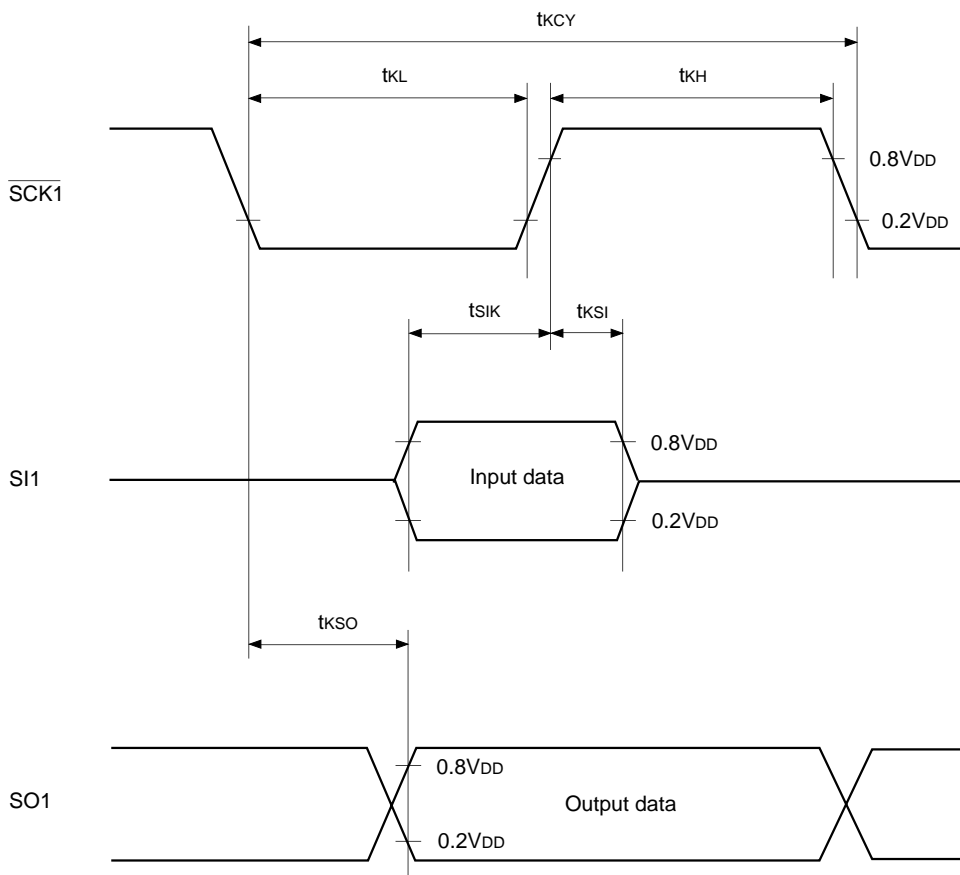 tKCY
tKL
tKH
0.8VDD
SCK1
0.2VDD
tSIK
tKSI
0.8VDD
SI1
Input data
0.2VDD
tKSO
0.8VDD
SO1
Output data
0.2VDD